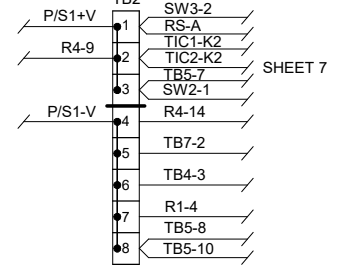 TB2
P/S1+V 1 SW3-2
RS-A
TIC1-K2
R4-9 2 TIC2-K2
SHEET 7
TB5-7
3 SW2-1
P/S1-V 4 R4-14
5 TB7-2
6 TB4-3
7 R1-4
TB5-8
8 TB5-10